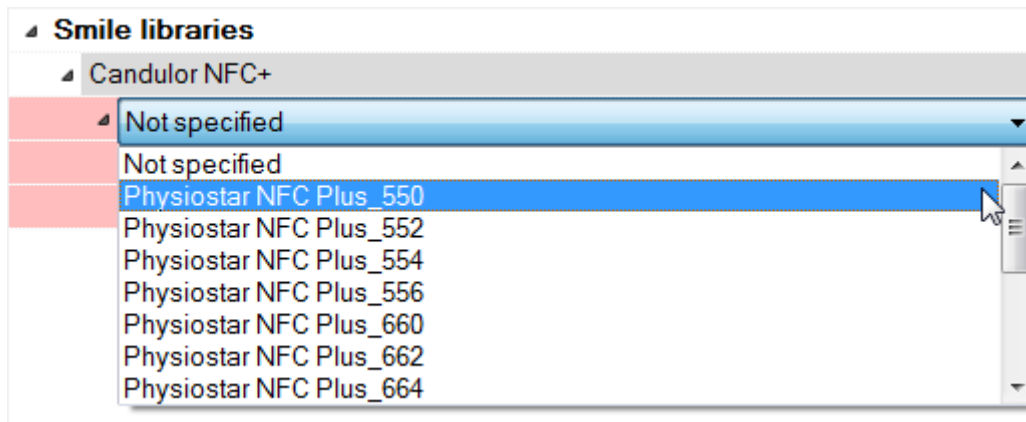 Smile libraries
Candulor NFC+
Not specified
Not specified
Physiostar NFC Plus_550
Physiostar NFC Plus_552
Physiostar NFC Plus_554
Physiostar NFC Plus_556
Physiostar NFC Plus_660
Physiostar NFC Plus_662
Physiostar NFC Plus_664